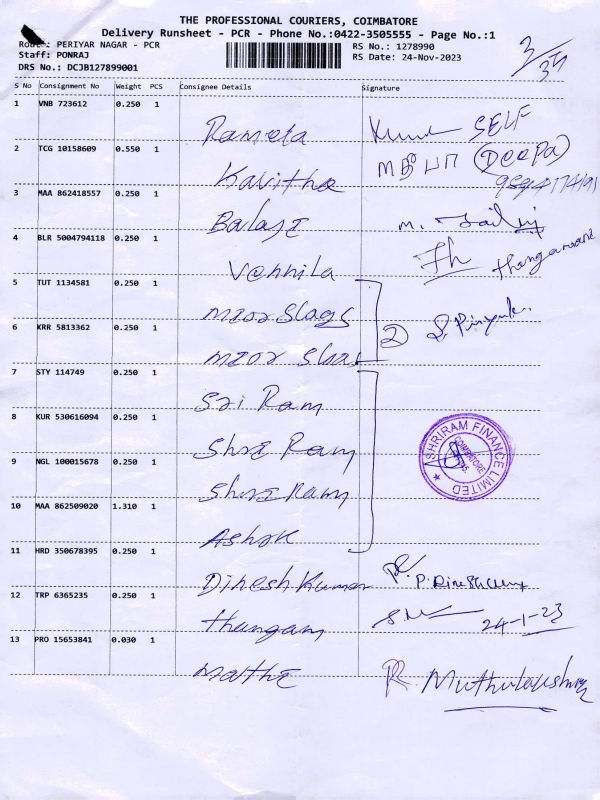 THE PROFESSIONAL COURIERS, COIMBATORE
Delivery Runsheet - PCR - Phone No.:0422-3505555 - Page No.:1
Route: PERIYAR NAGAR - PCR
RS No.: 1278990
Staff: PONRAJ
RS Date: 24-Nov-2023
DRS No.: DCJB127899001
3/39
S No Consignment No Weight PCS Consignee Details Signature
1 VNB 723612 0.250 1
SELF
2 TCG 10158609 0.550 1
Kavitha (Deepa)
3 MAA 862418557 0.250 1
Balaji M.
4 BLR 5004794118 0.250 1
Vennila
5 TUT 1134581 0.250 1
2 S. Priya
6 KRR 5813362 0.250 1
7 STY 114749 0.250 1
Sri Ram
8 KUR 530616094 0.250 1
Shri Ram
9 NGL 100015678 0.250 1
Shri Ram
SHRIRAM FINANCE LIMITED
COIMBATORE
10 MAA 862509020 1.310 1
Ashok
11 HRD 350678395 0.250 1
Dinesh Kumar
12 TRP 6365235 0.250 1
Thangam 24-1-23
13 PRO 15653841 0.030 1
R. Muthulakshmi